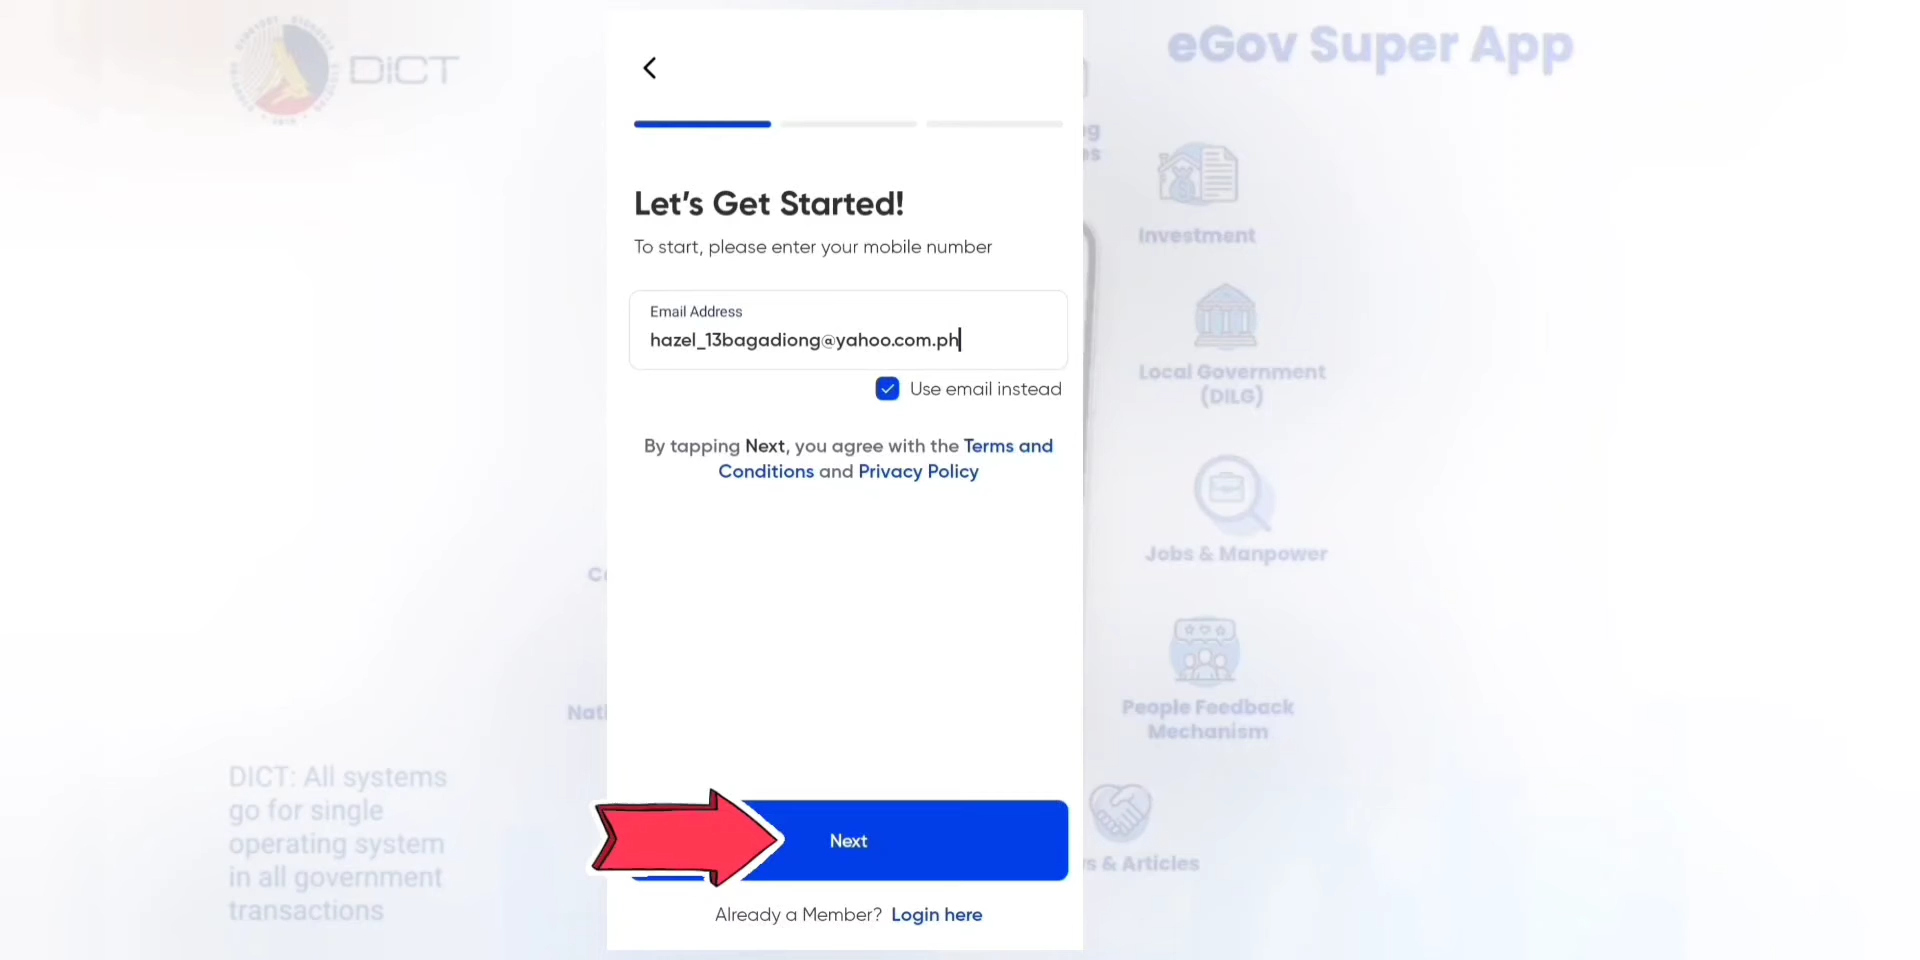 DiCT
eGov Super App
Let's Get Started!
To start, please enter your mobile number
Email Address
hazel_13bagadiong@yahoo.com.ph
Use email instead
By tapping Next, you agree with the Terms and
Conditions and Privacy Policy
Next
Already a Member? Login here
Investment
Local Government
(DILG)
Jobs & Manpower
People Feedback
Mechanism
& Articles
DICT: All systems
go for single
operating system
in all government
transactions